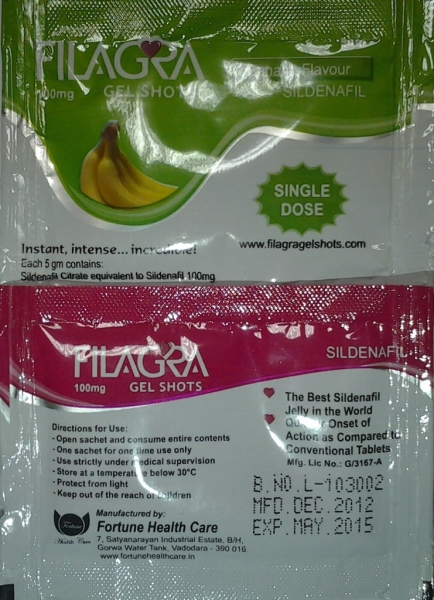 FILAGRA
100mg GEL SHOTS
Flavour
SILDENAFIL
SINGLE
DOSE
Instant, intense... incredible!
www.filagragelshots.com
Each 5 gm contains:
Sildenafil Citrate equivalent to Sildenafil 100mg
FILAGRA
100mg GEL SHOTS
SILDENAFIL
The Best Sildenafil
Jelly in the World
Onset of
Action as Compared to
Conventional Tablets
Mfg. Lic No.: G/3167-A
Directions for Use:
- Open sachet and consume entire contents
- One sachet for one time use only
- Use strictly under medical supervision
- Store at a temperature below 30°C
- Protect from light
- Keep out of the reach of children
B.NO.L-103002
MFD.DEC.2012
EXP.MAY.2015
Manufactured by:
Fortune Health Care
7, Satyanarayan Industrial Estate, B/H,
Gorwa Water Tank, Vadodara - 390 016.
www.fortunehealthcare.in
Health Care